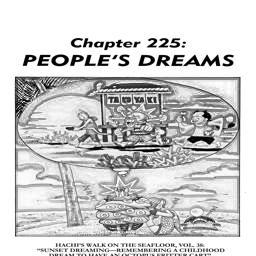 Chapter 225:
PEOPLE'S DREAMS
TAKOYAKI
HACHI'S WALK ON THE SEAFLOOR, VOL. 36:
"SUNSET DREAMING—REMEMBERING A CHILDHOOD
DREAM TO HAVE AN OCTOPUS FRITTER CART"